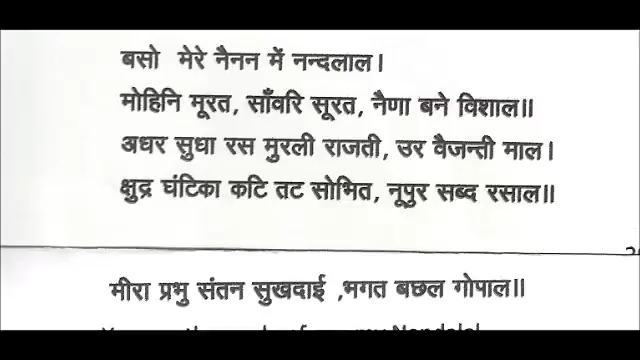 बसो मेरे नैनन में नन्दलाल।
मोहिनि मूरत, साँवरि सूरत, नैणा बने विशाल॥
अधर सुधा रस मुरली राजती, उर वैजन्ती माल।
क्षुद्र घंटिका कटि तट सोभित, नूपुर सब्द रसाल॥
मीरा प्रभु संतन सुखदाई ,भगत बछल गोपाल॥